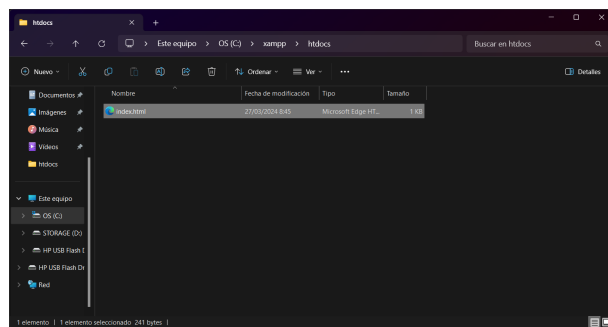 htdocs
Este equipo > OS (C:) > xampp > htdocs
Buscar en htdocs
Nuevo
Ordenar
Ver
Detalles
Nombre
Fecha de modificación
Tipo
Tamaño
index.html
27/03/2024 8:45
Microsoft Edge HT...
1 KB
Documentos
Imágenes
Música
Vídeos
htdocs
Este equipo
OS (C:)
STORAGE (D:)
HP USB Flash D
HP USB Flash Dr
Red
1 elemento | 1 elemento seleccionado 241 bytes |